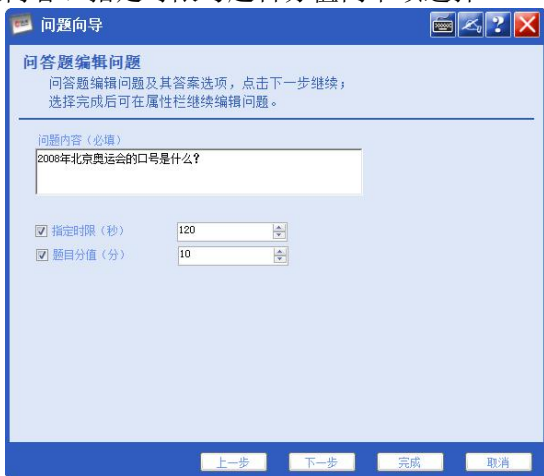 问题向导
问答题编辑问题
问答题编辑问题及其答案选项，点击下一步继续；
选择完成后可在属性栏继续编辑问题。
问题内容（必填）
2008年北京奥运会的口号是什么？
指定时限（秒） 120
题目分值（分） 10
上一步 下一步 完成 取消